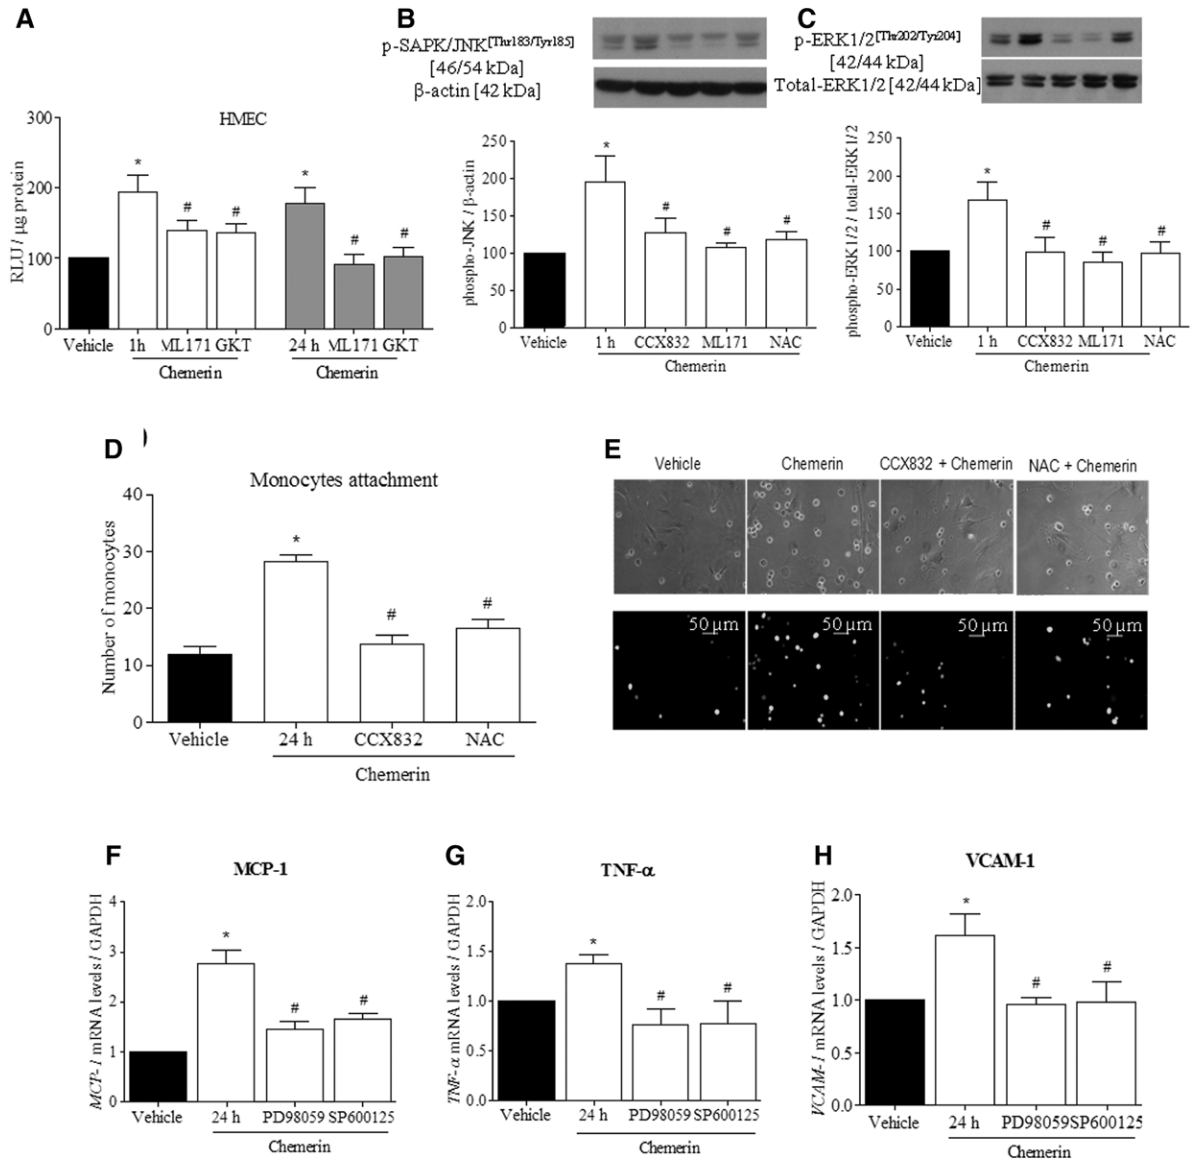 A
HMEC
RLU / µg protein
300
200
100
0
Vehicle 1h ML171 GKT 24 h ML171 GKT
Chemerin Chemerin
B
p-SAPK/JNK[Thr183/Tyr185]
[46/54 kDa]
β-actin [42 kDa]
phospho-JNK / β-actin
250
200
150
100
50
0
Vehicle 1 h CCX832 ML171 NAC
Chemerin
C
p-ERK1/2[Thr202/Tyr204]
[42/44 kDa]
Total-ERK1/2 [42/44 kDa]
phospho-ERK1/2 / total-ERK1/2
250
200
150
100
50
0
Vehicle 1 h CCX832 ML171 NAC
Chemerin
* # # * # #
* # # #
* # # #
D
Monocytes attachment
Number of monocytes
40
30
20
10
0
* # #
Vehicle 24 h CCX832 NAC
Chemerin
E
Vehicle Chemerin CCX832 + Chemerin NAC + Chemerin
50 µm 50 µm 50 µm 50 µm
F
MCP-1
MCP-1 mRNA levels / GAPDH
4
3
2
1
0
* # #
Vehicle 24 h PD98059 SP600125
Chemerin
G
TNF-α
TNF-α mRNA levels / GAPDH
2.0
1.5
1.0
0.5
0.0
* # #
Vehicle 24 h PD98059 SP600125
Chemerin
H
VCAM-1
VCAM-1 mRNA levels / GAPDH
2.0
1.5
1.0
0.5
0.0
* # #
Vehicle 24 h PD98059 SP600125
Chemerin